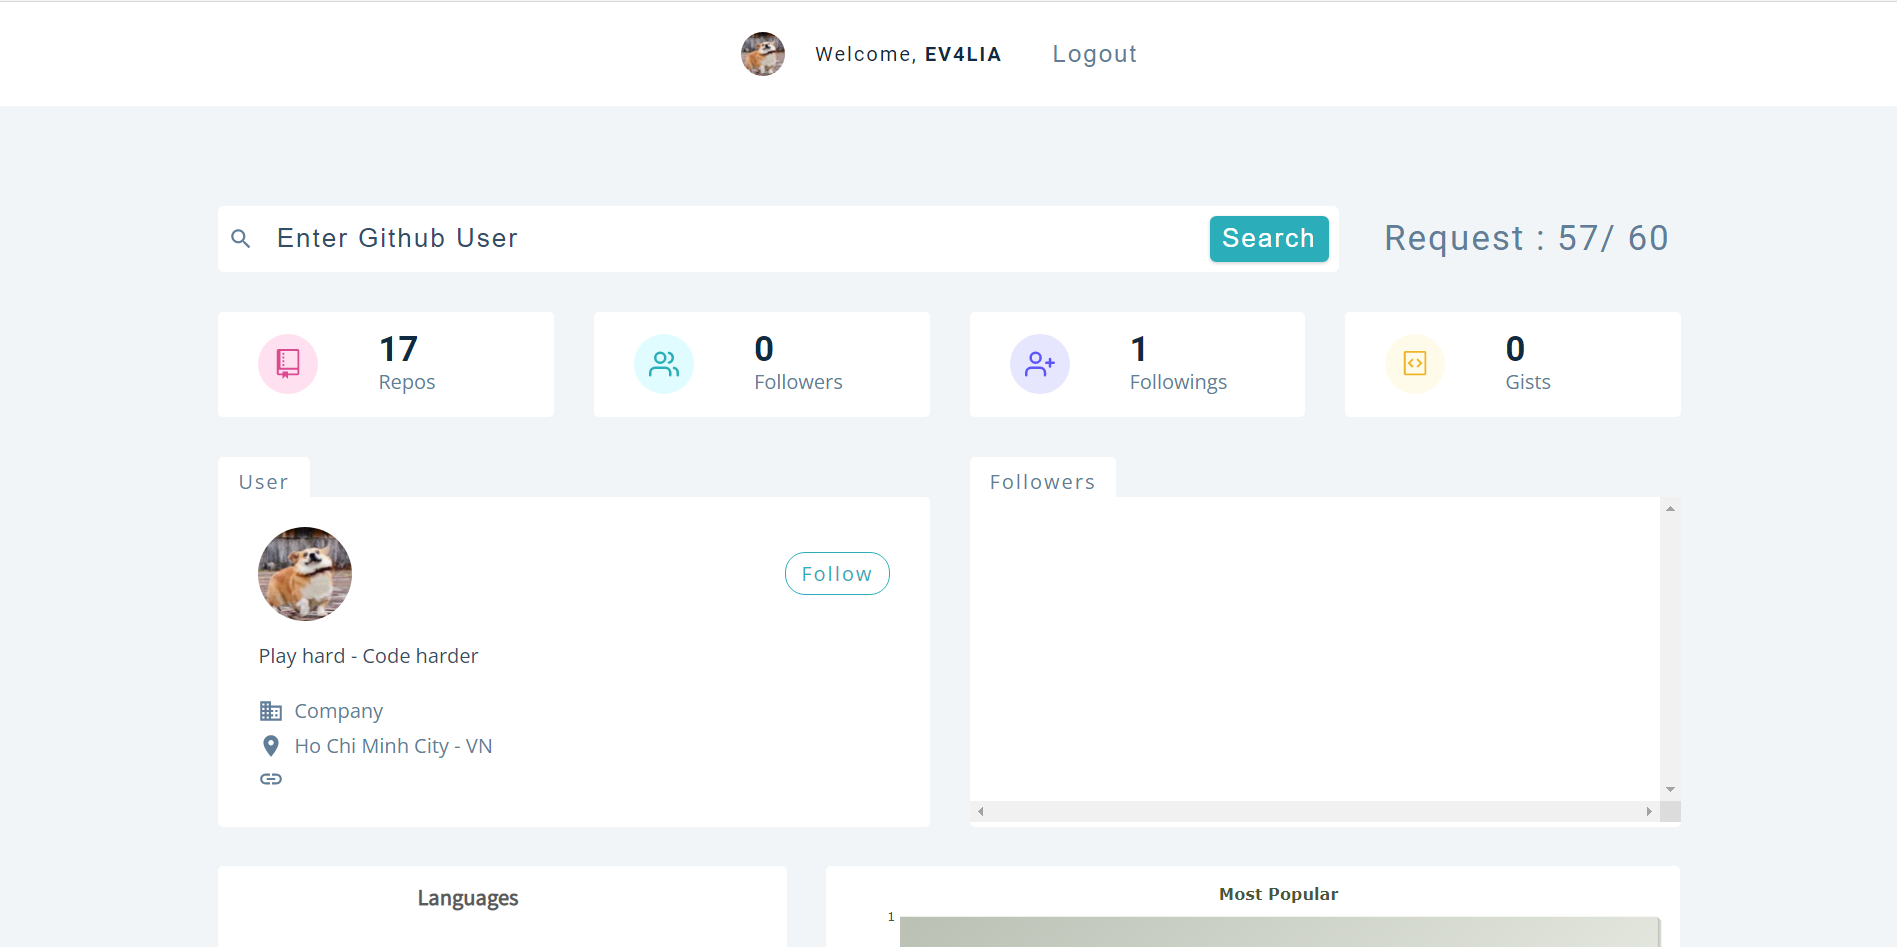 Welcome, EV4LIA
Logout
Enter Github User
Search
Request : 57/ 60
17
Repos
0
Followers
1
Followings
0
Gists
User
Follow
Play hard - Code harder
Company
Ho Chi Minh City - VN
Followers
Languages
Most Popular
1